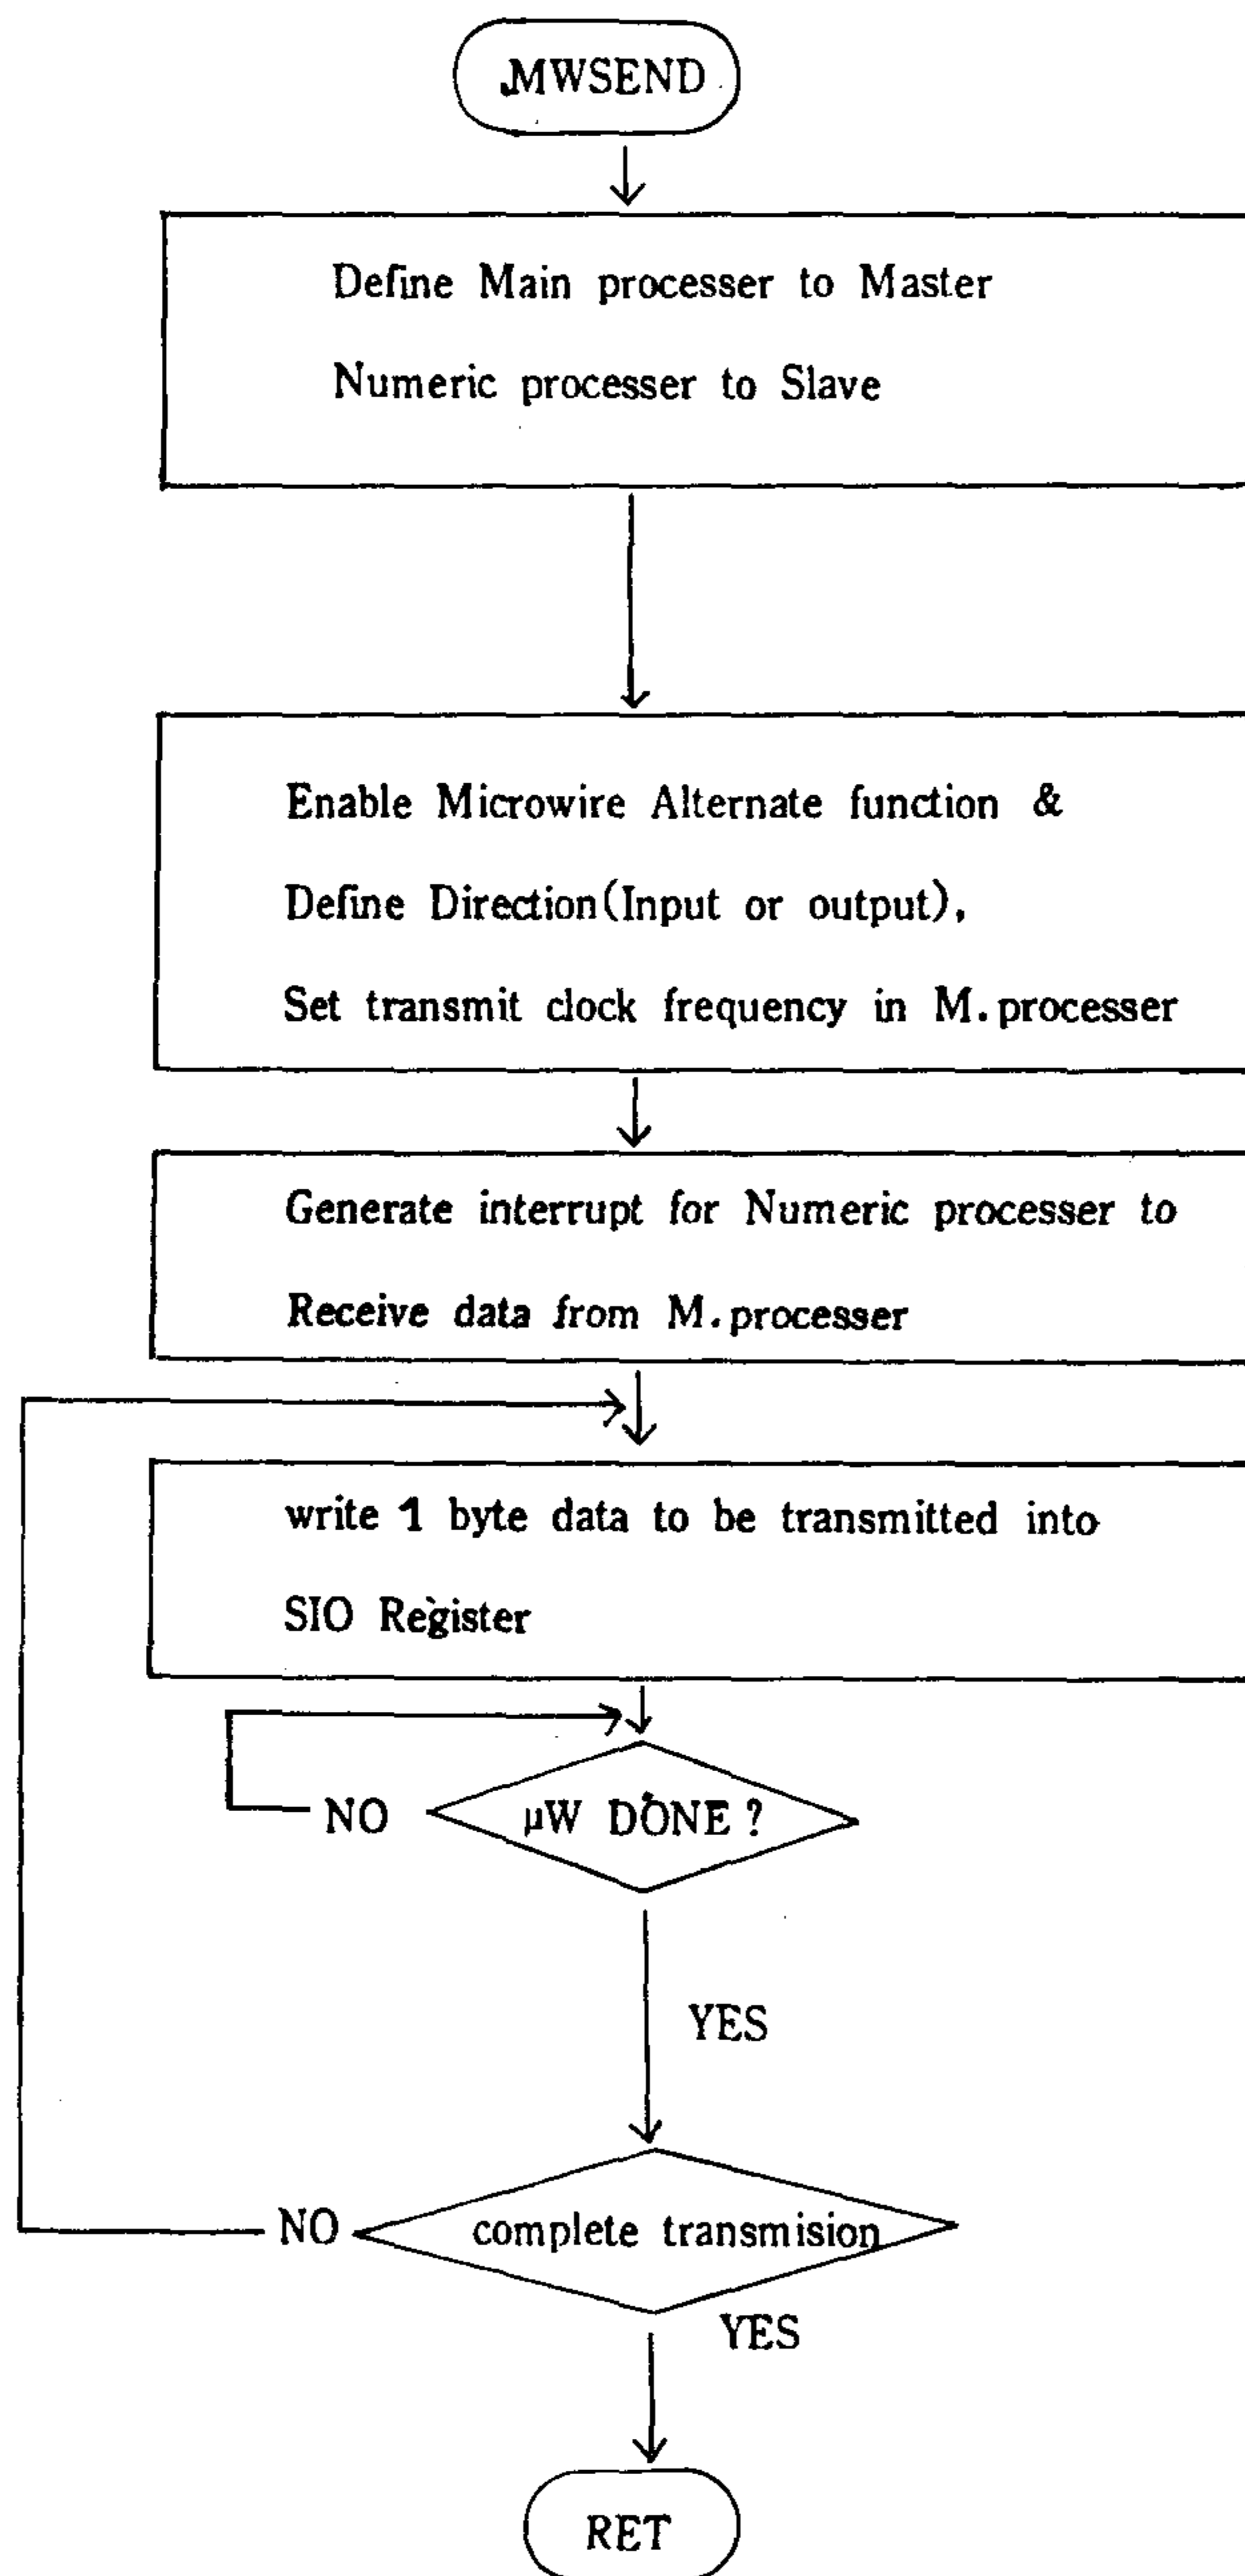 .MWSEND
Define Main processer to Master
Numeric processer to Slave
Enable Microwire Alternate function &
Define Direction(Input or output),
Set transmit clock frequency in M.processer
Generate interrupt for Numeric processer to
Receive data from M.processer
write 1 byte data to be transmitted into
SIO Register
NO
µW DONE ?
YES
NO
complete transmision
YES
RET